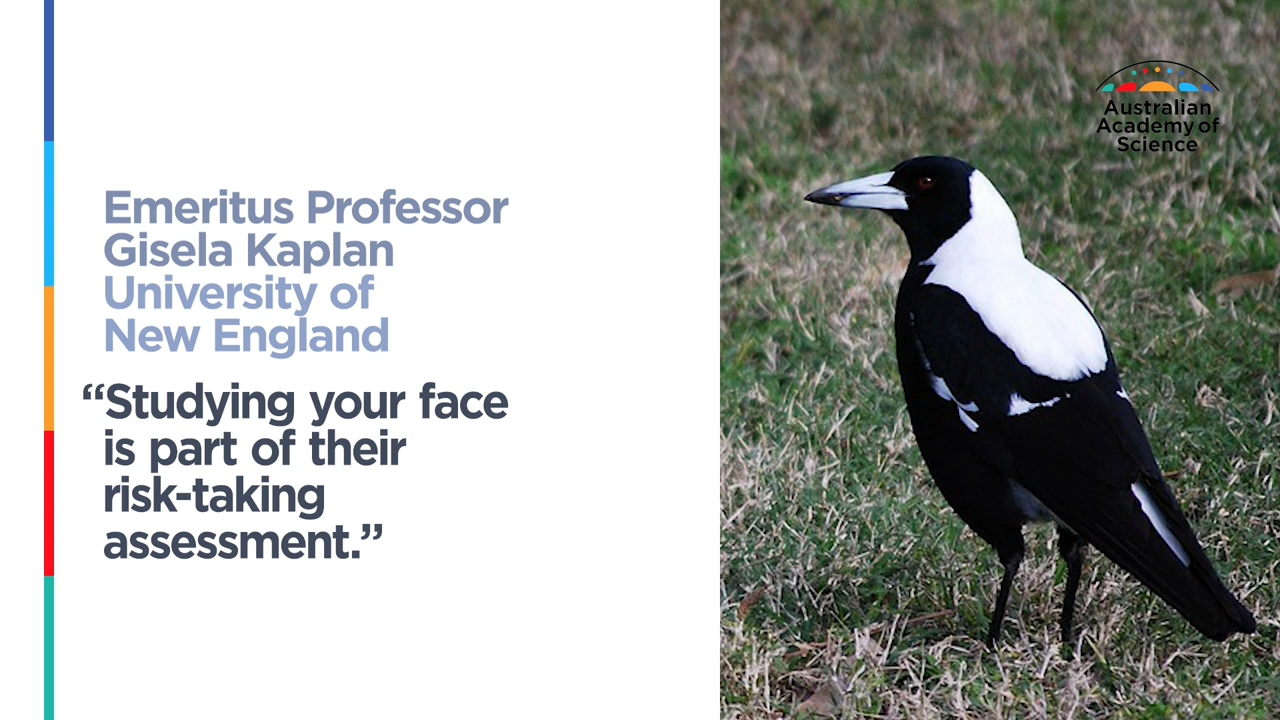 Emeritus Professor
Gisela Kaplan
University of
New England
“Studying your face
is part of their
risk-taking
assessment.”
Australian
Academy of
Science